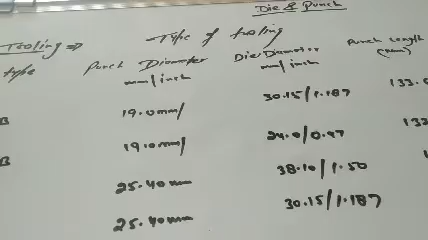 Die & Punch
Tooling ⇒ Type of tooling
type Punch Diameter Die Diameter Punch Length
mm/inch mm/inch (mm)
B 19.0mm/ 30.15/1.187 133.
B 19.0mm/ 24.0/0.97 133
25.40mm 38.10/1.50
25.40mm 30.15/1.187